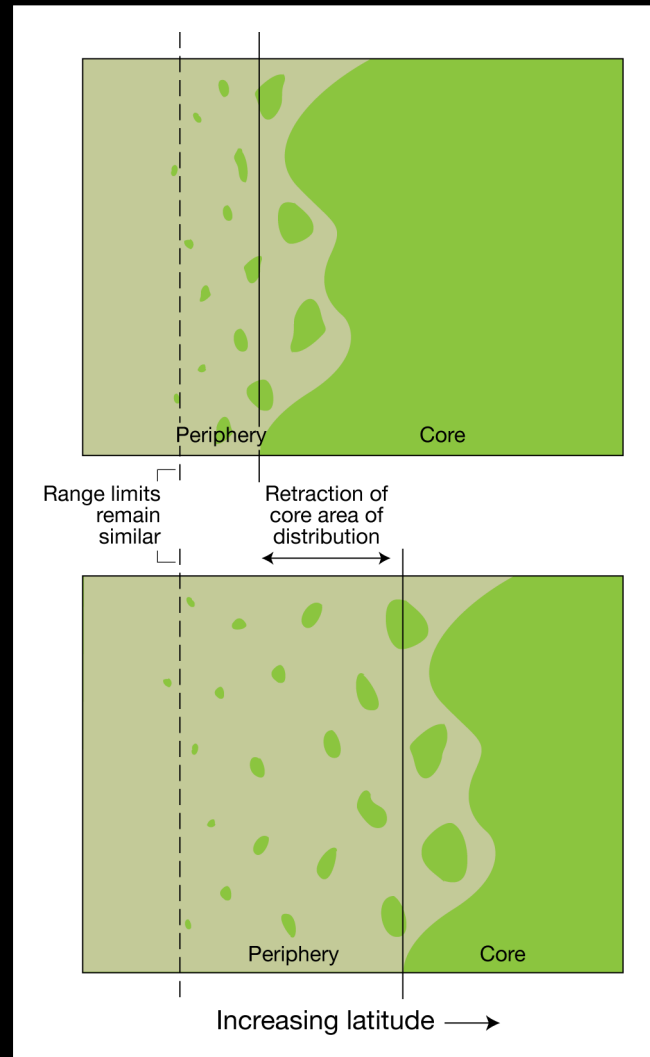 Periphery
Core
Range limits
remain
similar
Retraction of
core area of
distribution
Periphery
Core
Increasing latitude